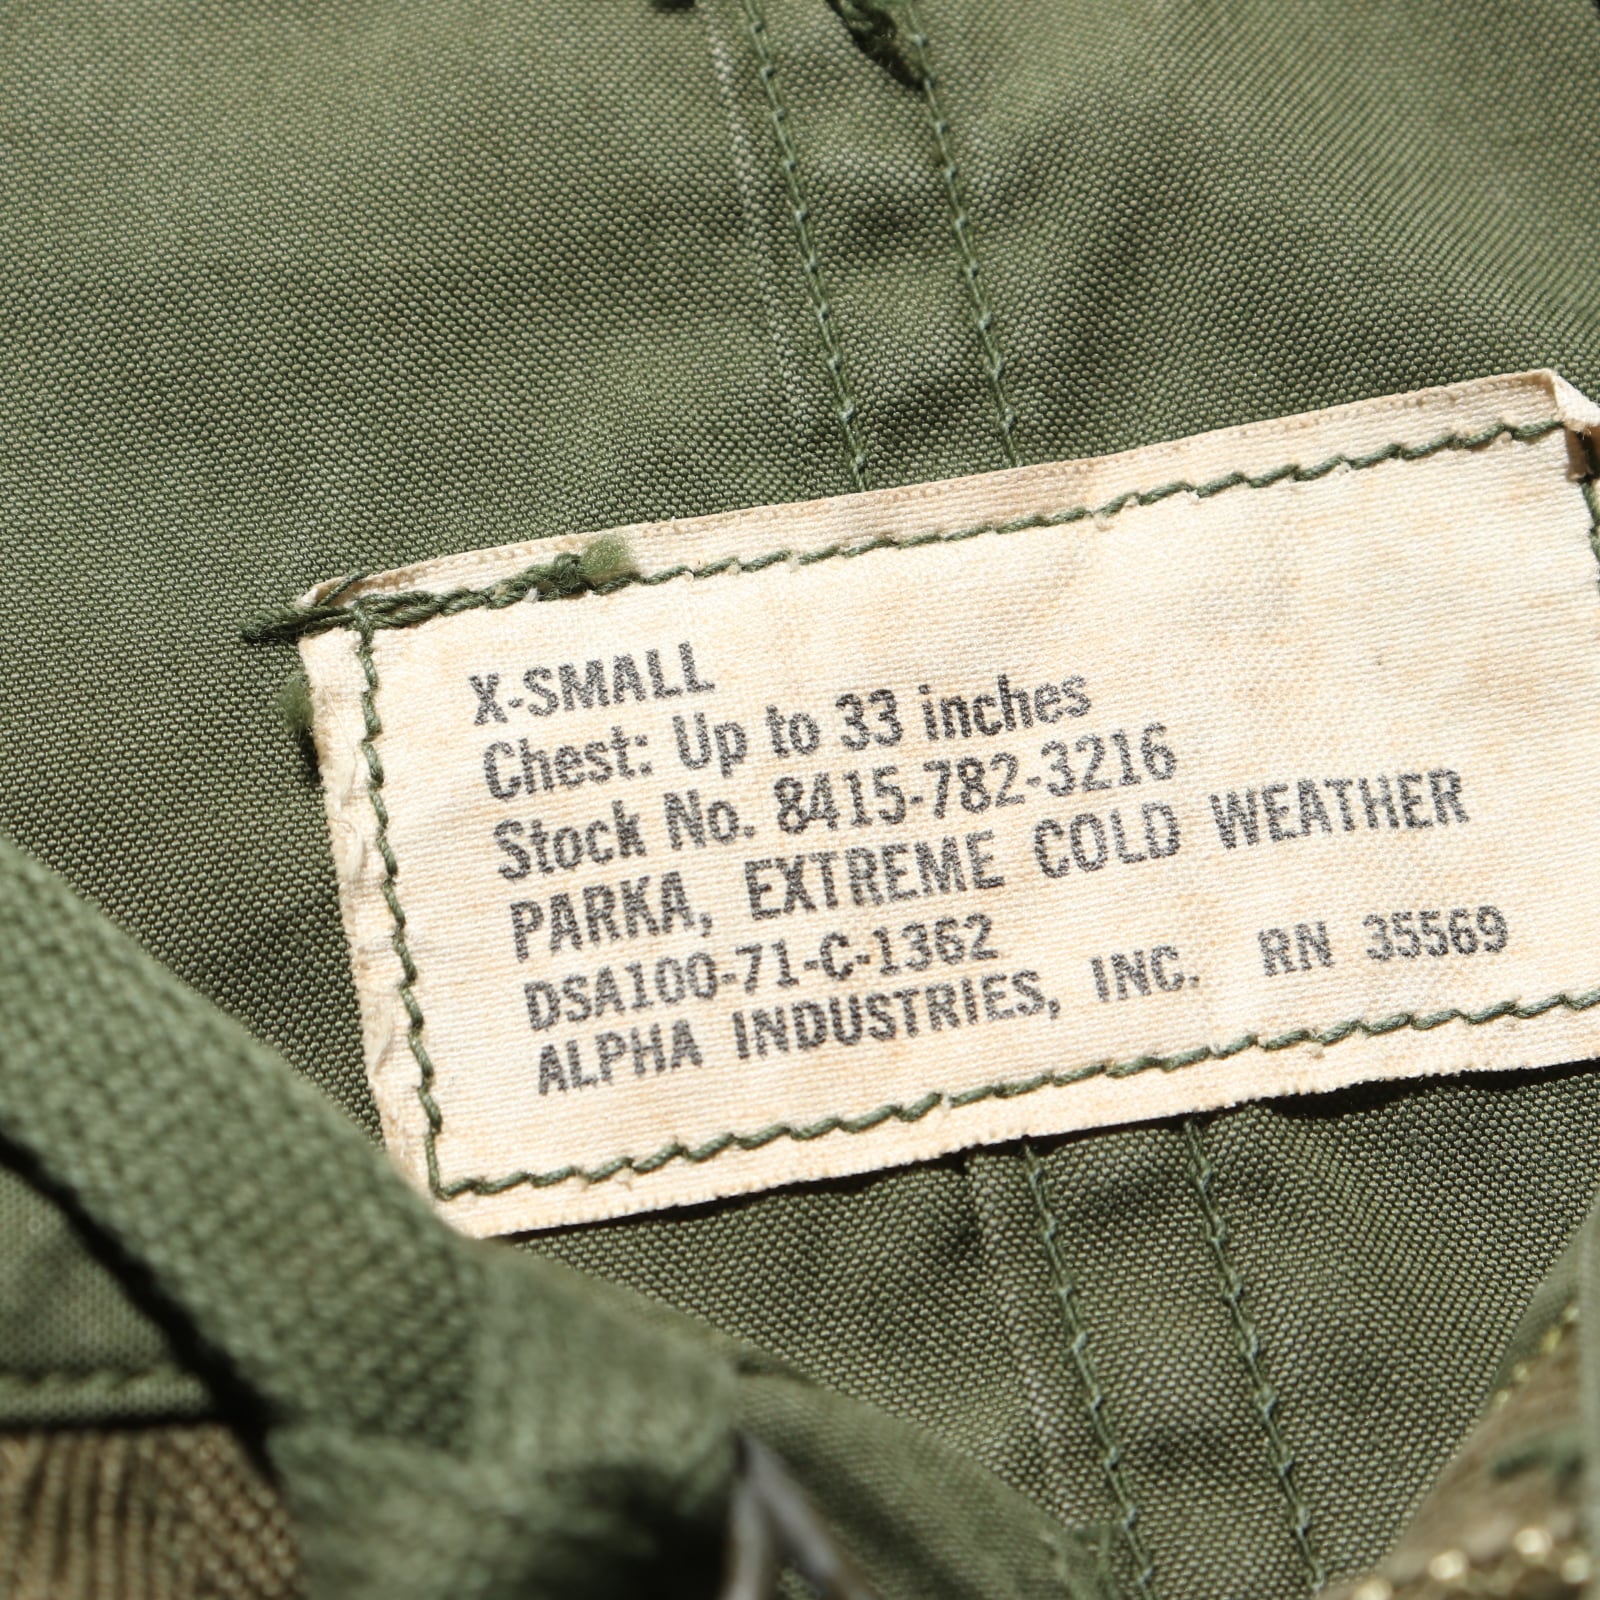 X-SMALL
Chest: Up to 33 inches
Stock No. 8415-782-3216
PARKA, EXTREME COLD WEATHER
DSA100-71-C-1362
ALPHA INDUSTRIES, INC. RN 35569